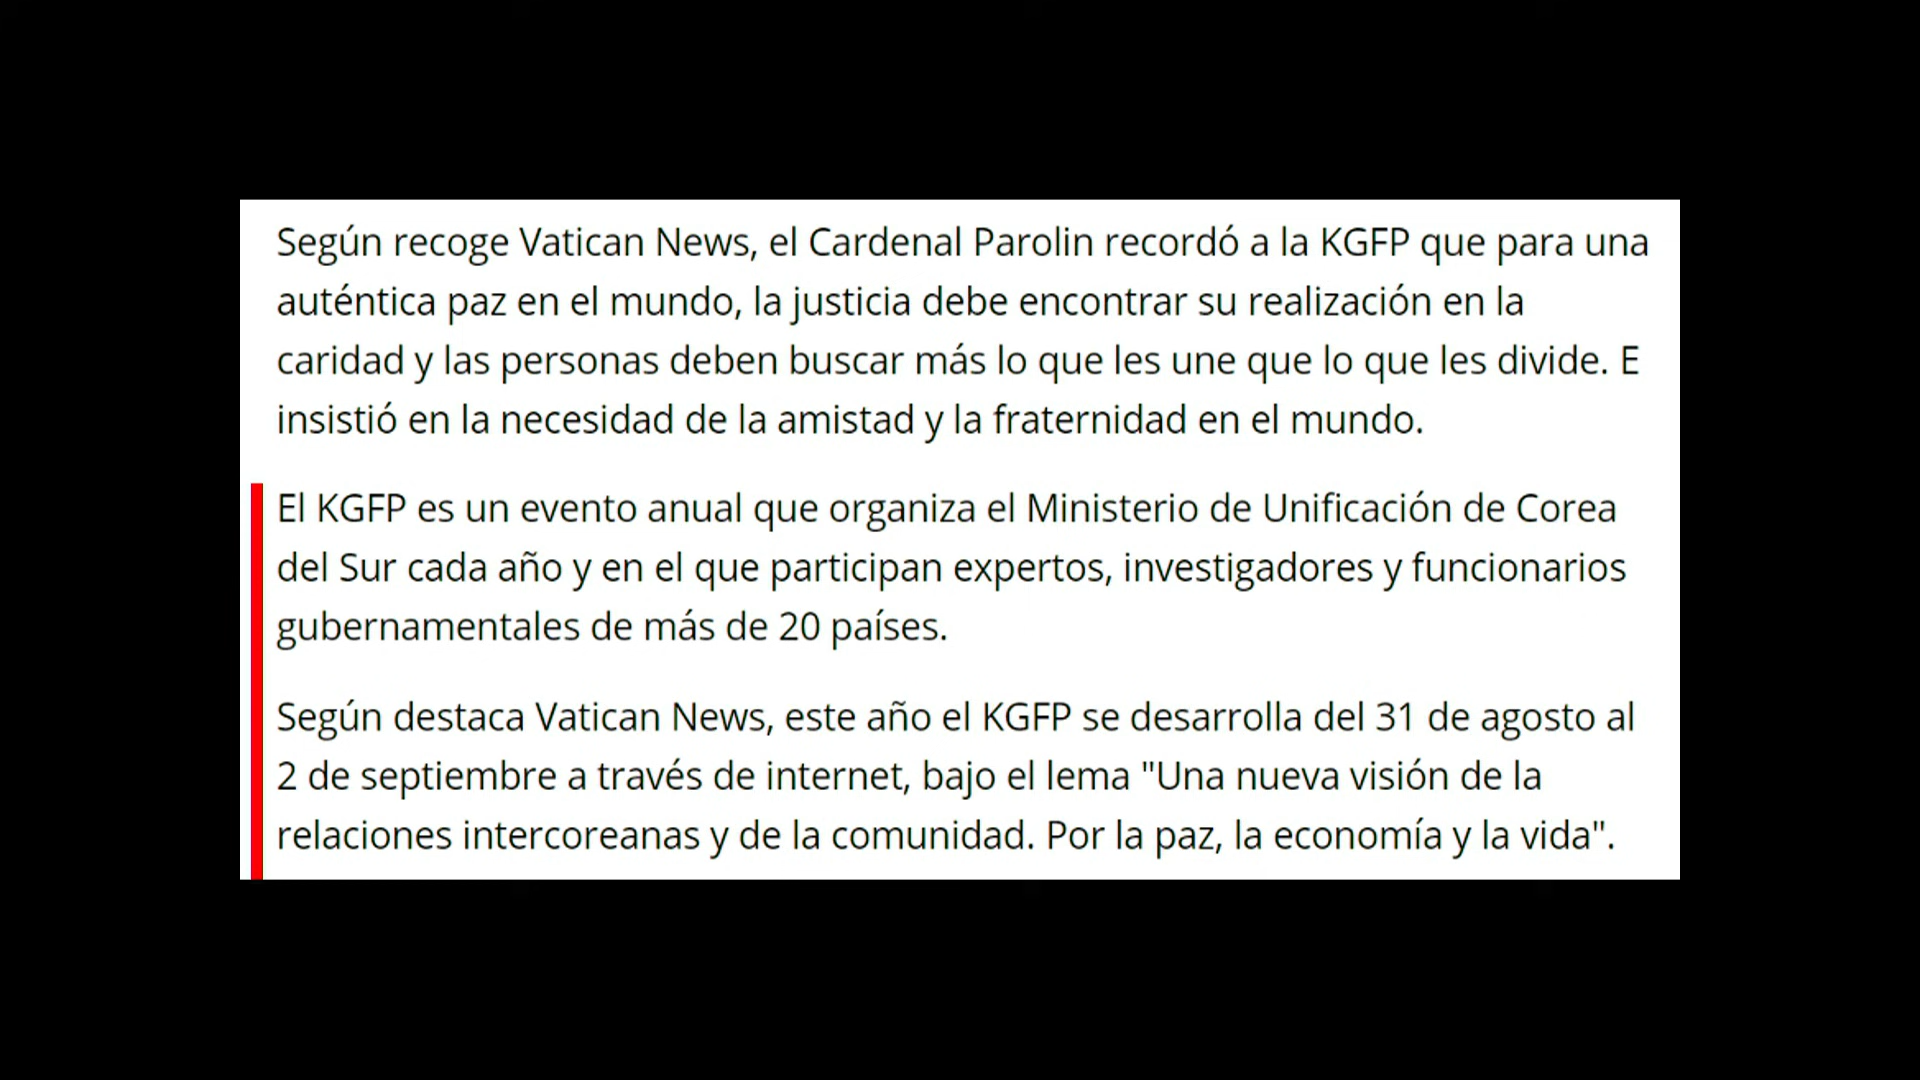 Según recoge Vatican News, el Cardenal Parolin recordó a la KGFP que para una
auténtica paz en el mundo, la justicia debe encontrar su realización en la
caridad y las personas deben buscar más lo que les une que lo que les divide. E
insistió en la necesidad de la amistad y la fraternidad en el mundo.
El KGFP es un evento anual que organiza el Ministerio de Unificación de Corea
del Sur cada año y en el que participan expertos, investigadores y funcionarios
gubernamentales de más de 20 países.
Según destaca Vatican News, este año el KGFP se desarrolla del 31 de agosto al
2 de septiembre a través de internet, bajo el lema "Una nueva visión de la
relaciones intercoreanas y de la comunidad. Por la paz, la economía y la vida".